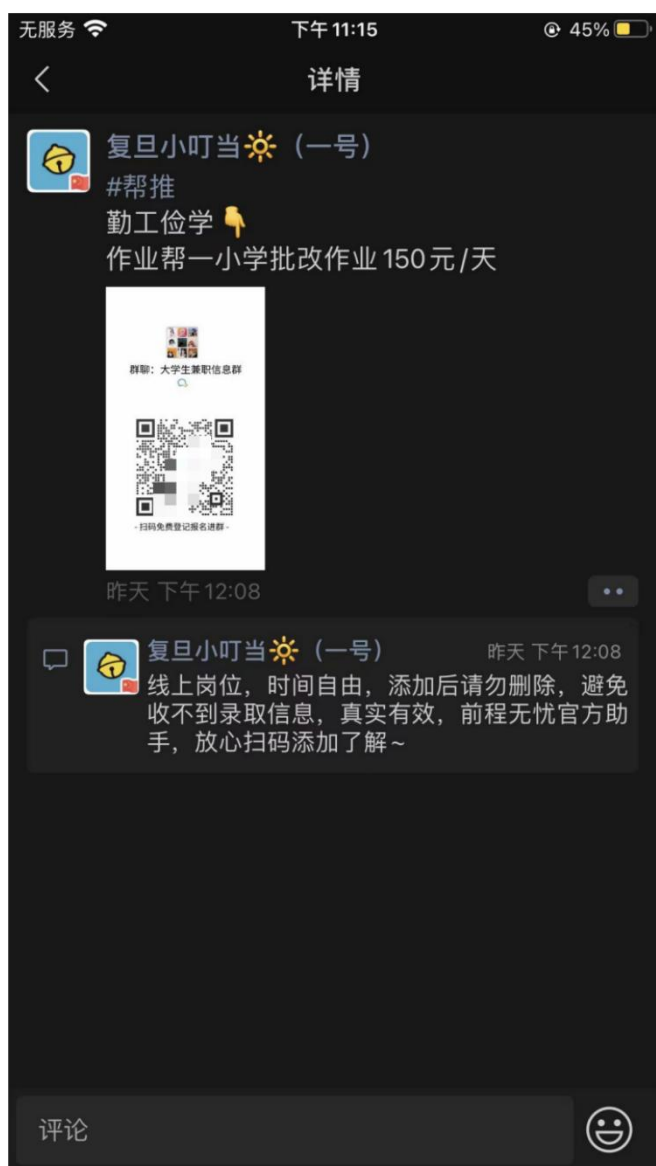 无服务
下午11:15
45%
详情
复旦小叮当🔆（一号）
#帮推
勤工俭学👇
作业帮一小学批改作业150元/天
群聊：大学生兼职信息群
-扫码免费登记报名进群-
昨天 下午12:08
复旦小叮当🔆（一号）
昨天 下午12:08
线上岗位，时间自由，添加后请勿删除，避免
收不到录取信息，真实有效，前程无忧官方助
手，放心扫码添加了解~
评论